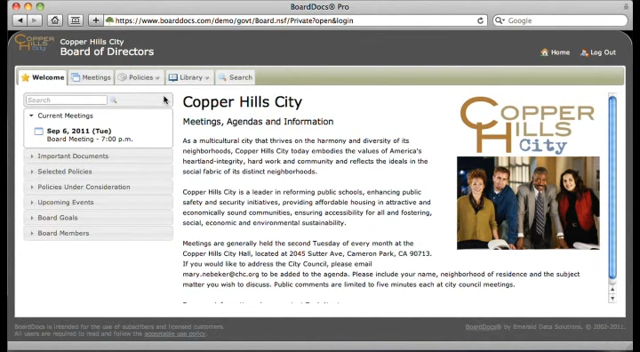 BoardDocs® Pro
https://www.boarddocs.com/demo/govt/Board.nsf/Private?open&login
Google
COPPER HILLS City
Copper Hills City
Board of Directors
Home
Log Out
Welcome
Meetings
Policies
Library
Search
Search
Current Meetings
Sep 6, 2011 (Tue)
Board Meeting - 7:00 p.m.
Important Documents
Selected Policies
Policies Under Consideration
Upcoming Events
Board Goals
Board Members
Copper Hills City
Meetings, Agendas and Information
As a multicultural city that thrives on the harmony and diversity of its
neighborhoods, Copper Hills City today embodies the values of America's
heartland-integrity, hard work and community and reflects the ideals in the
social fabric of its distinct neighborhoods.
Copper Hills City is a leader in reforming public schools, enhancing public
safety and security initiatives, providing affordable housing in attractive and
economically sound communities, ensuring accessibility for all and fostering,
social, economic and environmental sustainability.
Meetings are generally held the second Tuesday of every month at the
Copper Hills City Hall, located at 2045 Sutter Avenue, Cameron Park, CA 90713.
If you would like to address the City Council, please email
mary.nebeker@chc.org to be added to the agenda. Please include your name, neighborhood of residence and the subject
matter you wish to discuss. Public comments are limited to five minutes each at city council meetings.
COPPER
HILLS
City
BoardDocs is intended for the use of subscribers and licensed customers.
All users are required to read and follow the acceptable use policy.
BoardDocs® by Emerald Data Solutions, © 2002-2011.